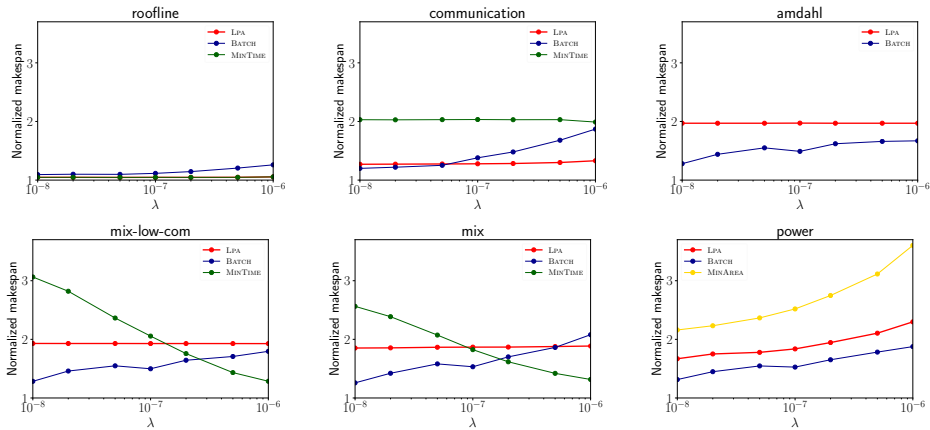 roofline
Normalized makespan
3
2
1
10⁻⁸
10⁻⁷
10⁻⁶
λ
LPA
BATCH
MINTIME
communication
Normalized makespan
3
2
1
10⁻⁸
10⁻⁷
10⁻⁶
λ
LPA
BATCH
MINTIME
amdahl
Normalized makespan
3
2
1
10⁻⁸
10⁻⁷
10⁻⁶
λ
LPA
BATCH
mix-low-com
Normalized makespan
3
2
1
10⁻⁸
10⁻⁷
10⁻⁶
λ
LPA
BATCH
MINTIME
mix
Normalized makespan
3
2
1
10⁻⁸
10⁻⁷
10⁻⁶
λ
LPA
BATCH
MINTIME
power
Normalized makespan
3
2
1
10⁻⁸
10⁻⁷
10⁻⁶
λ
LPA
BATCH
MINAREA